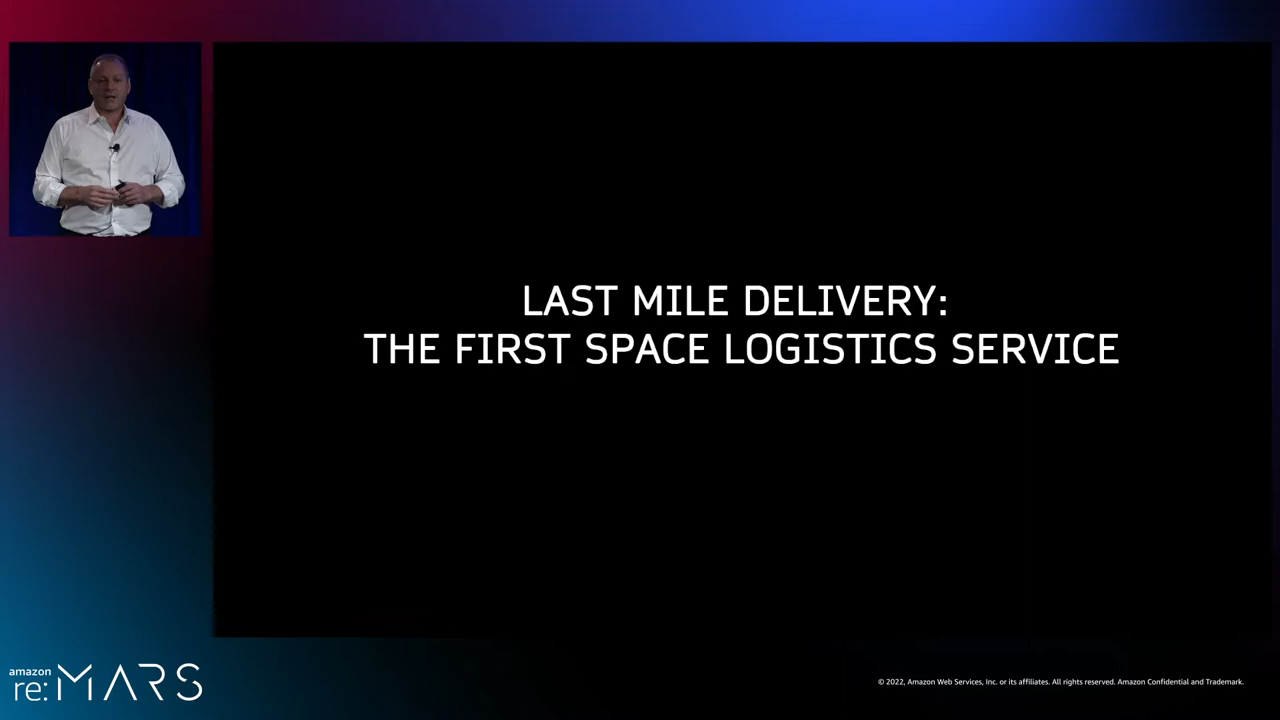 LAST MILE DELIVERY:
THE FIRST SPACE LOGISTICS SERVICE
amazon
re:MARS
© 2022, Amazon Web Services, Inc. or its affiliates. All rights reserved. Amazon Confidential and Trademark.